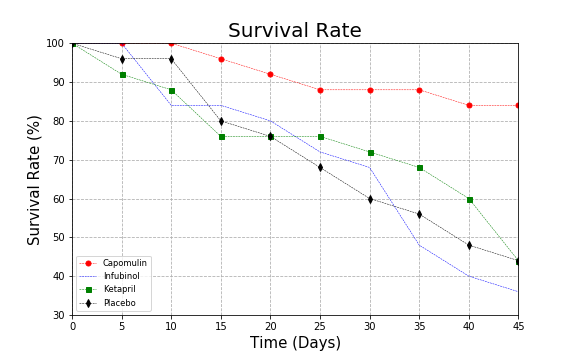 Survival Rate
100
90
80
70
60
50
40
30
Survival Rate (%)
Capomulin
Infubinol
Ketapril
Placebo
0 5 10 15 20 25 30 35 40 45
Time (Days)